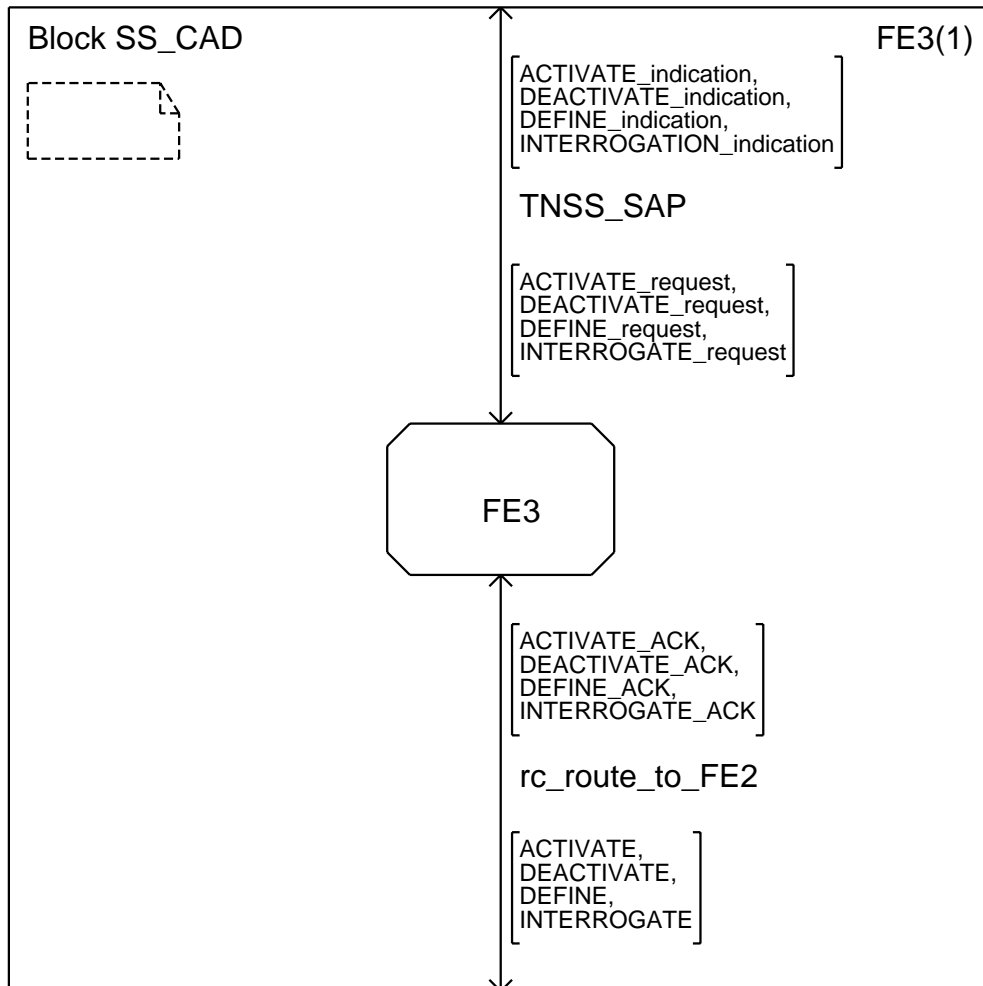 Block SS_CAD
FE3(1)
ACTIVATE_indication,
DEACTIVATE_indication,
DEFINE_indication,
INTERROGATION_indication
TNSS_SAP
ACTIVATE_request,
DEACTIVATE_request,
DEFINE_request,
INTERROGATE_request
FE3
ACTIVATE_ACK,
DEACTIVATE_ACK,
DEFINE_ACK,
INTERROGATE_ACK
rc_route_to_FE2
ACTIVATE,
DEACTIVATE,
DEFINE,
INTERROGATE